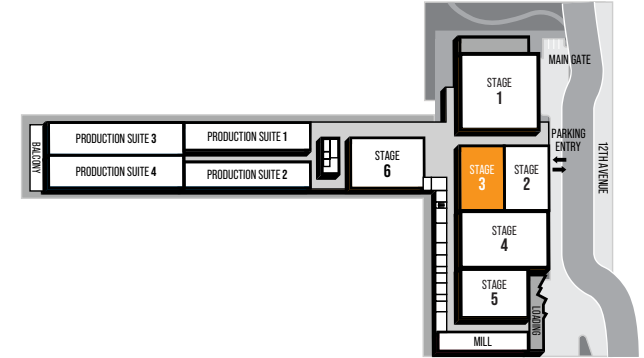 MAIN GATE
STAGE
1
PARKING
ENTRY
12TH AVENUE
PRODUCTION SUITE 3
PRODUCTION SUITE 1
BALCONY
PRODUCTION SUITE 4
PRODUCTION SUITE 2
STAGE
6
STAGE
3
STAGE
2
STAGE
4
STAGE
5
LOADING
MILL